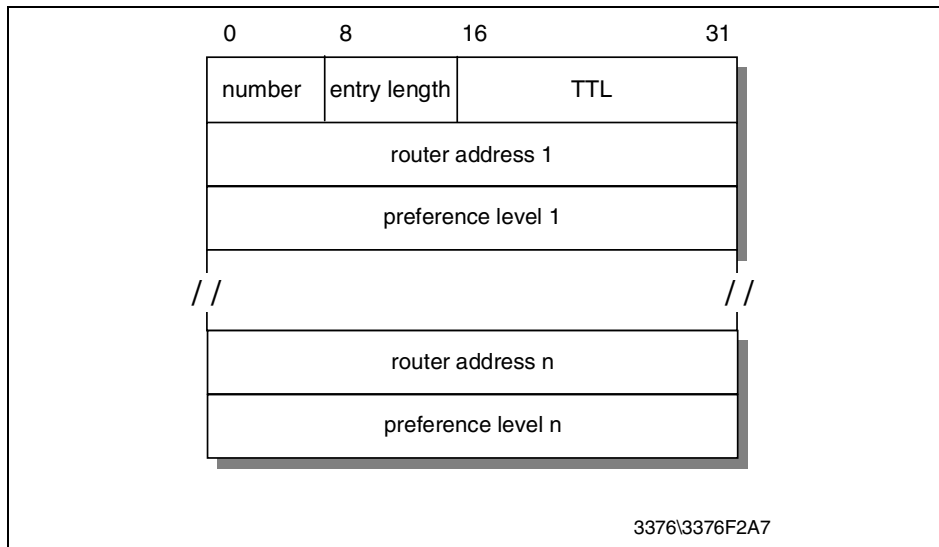 0 8 16 31
number entry length TTL
router address 1
preference level 1
// //
router address n
preference level n
3376\3376F2A7